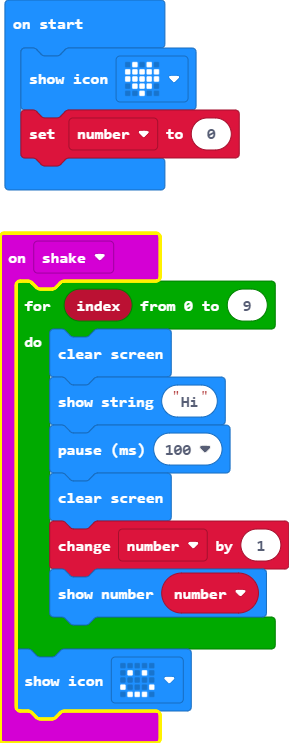 on start
show icon
set number to 0
on shake
for index from 0 to 9
do
clear screen
show string "Hi"
pause (ms) 100
clear screen
change number by 1
show number number
show icon